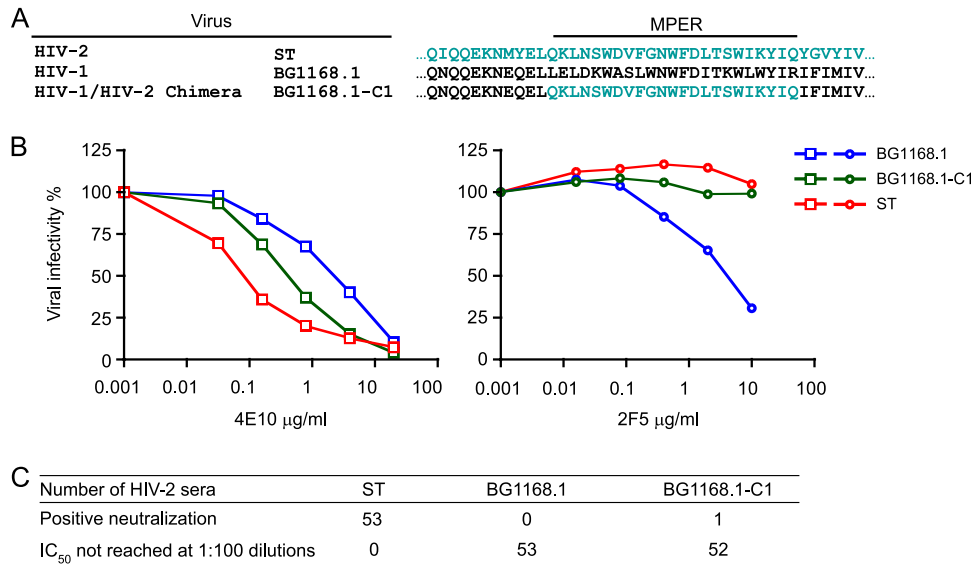 A
Virus MPER
HIV-2 ST …QIQQEKNMYELQKLNSWDVFGNWFDLTSWIKYIQYGVYIV…
HIV-1 BG1168.1 …QNQQEKNEQELLELDKWASLWNWFDITKWLWYIRIFIMIV…
HIV-1/HIV-2 Chimera BG1168.1-C1 …QNQQEKNEQELQKLNSWDVFGNWFDLTSWIKYIQIFIMIV…
B
Viral infectivity %
125
100
75
50
25
0
0.001 0.01 0.1 1 10 100
4E10 μg/ml
125
100
75
50
25
0
0.001 0.01 0.1 1 10 100
2F5 μg/ml
BG1168.1
BG1168.1-C1
ST
C
Number of HIV-2 sera ST BG1168.1 BG1168.1-C1
Positive neutralization 53 0 1
IC50 not reached at 1:100 dilutions 0 53 52